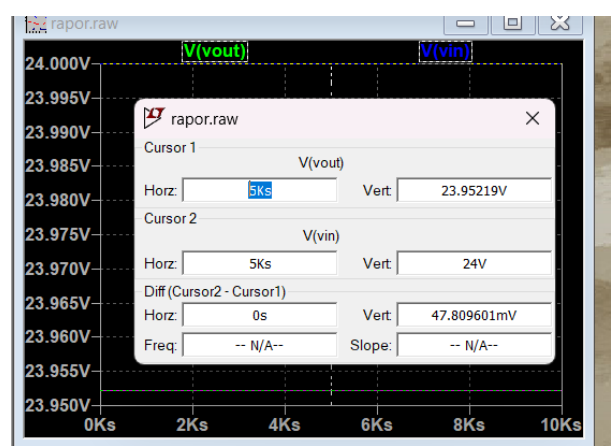 rapor.raw
V(vout) V(vin)
24.000V
23.995V
23.990V
23.985V
23.980V
23.975V
23.970V
23.965V
23.960V
23.955V
23.950V
0Ks 2Ks 4Ks 6Ks 8Ks 10Ks
rapor.raw
Cursor 1
V(vout)
Horz: 5Ks Vert: 23.95219V
Cursor 2
V(vin)
Horz: 5Ks Vert: 24V
Diff (Cursor2 - Cursor1)
Horz: 0s Vert: 47.809601mV
Freq: -- N/A-- Slope: -- N/A--